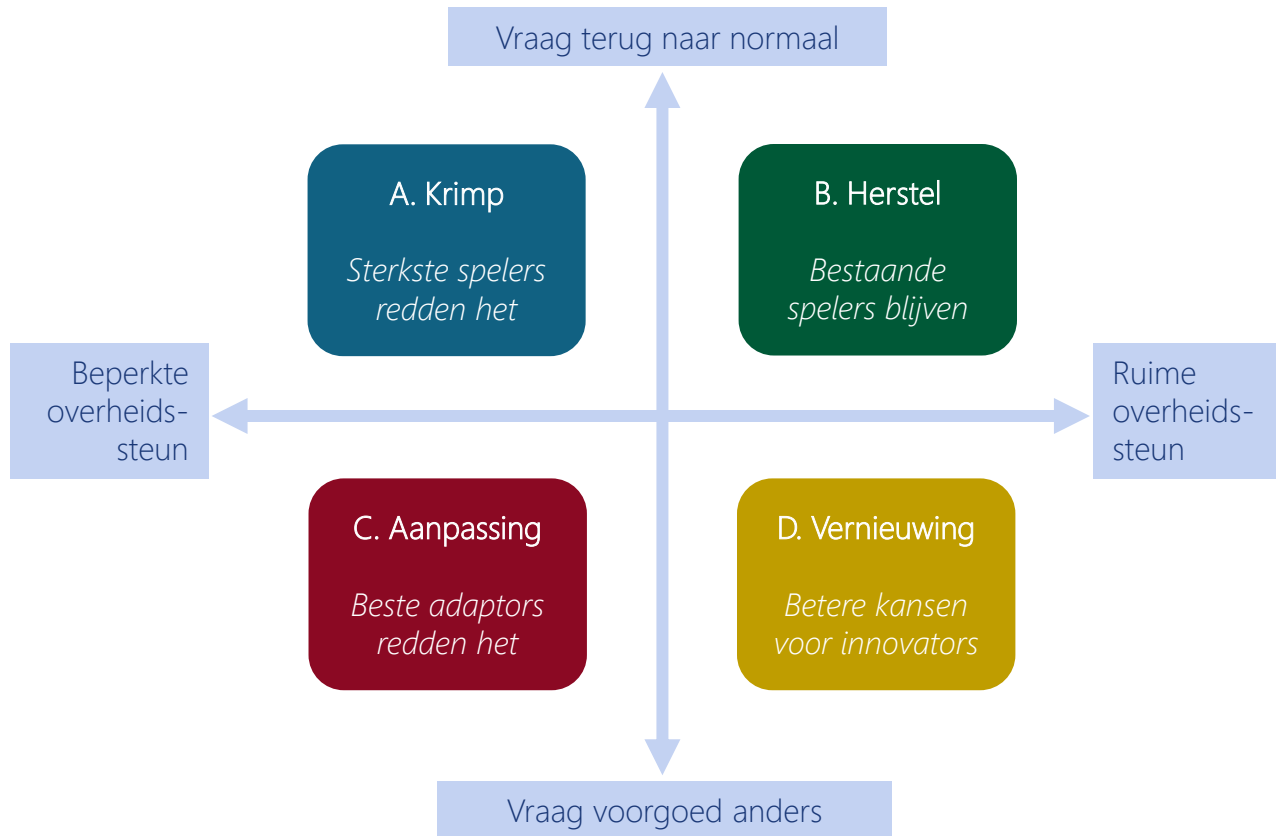 Vraag terug naar normaal
A. Krimp
Sterkste spelers
redden het
B. Herstel
Bestaande
spelers blijven
Beperkte
overheids-
steun
Ruime
overheids-
steun
C. Aanpassing
Beste adaptors
redden het
D. Vernieuwing
Betere kansen
voor innovators
Vraag voorgoed anders